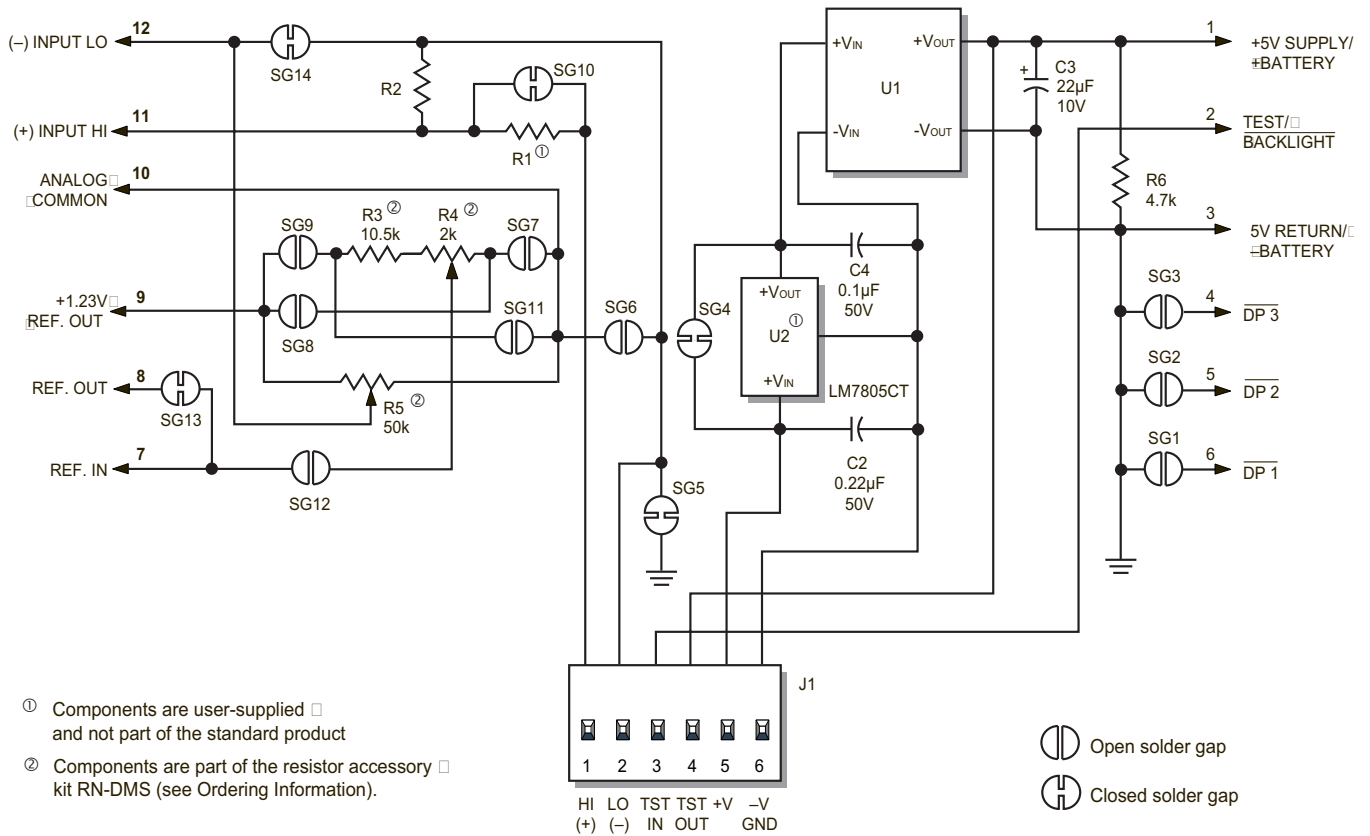 (–) INPUT LO
12
SG14
R2
SG10
(+) INPUT HI
11
R1 ①
ANALOG
COMMON
10
SG9
R3 ②
10.5k
R4 ②
2k
SG7
+1.23V
REF. OUT
9
SG8
SG11
SG6
REF. OUT
8
SG13
R5 ②
50k
REF. IN
7
SG12
SG5
+VIN
+VOUT
U1
-VIN
-VOUT
C3
+
22µF
10V
1
+5V SUPPLY/
+BATTERY
2
TEST/
BACKLIGHT
R6
4.7k
3
5V RETURN/
–BATTERY
C4
0.1µF
50V
SG4
+VOUT
U2 ①
+VIN
LM7805CT
C2
0.22µF
50V
SG3
4
DP 3
SG2
5
DP 2
SG1
6
DP 1
J1
1 2 3 4 5 6
HI LO TST TST +V –V
(+) (–) IN OUT GND
① Components are user-supplied
and not part of the standard product
② Components are part of the resistor accessory
kit RN-DMS (see Ordering Information).
Open solder gap
Closed solder gap